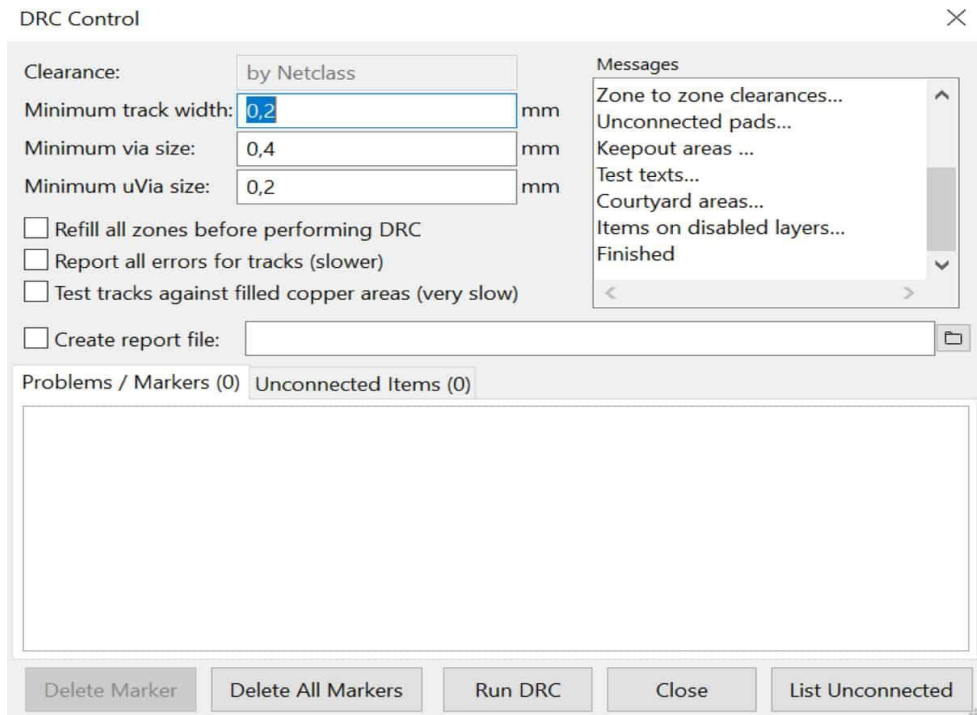 DRC Control
Clearance: by Netclass
Minimum track width: 0,2 mm
Minimum via size: 0,4 mm
Minimum uVia size: 0,2 mm
Refill all zones before performing DRC
Report all errors for tracks (slower)
Test tracks against filled copper areas (very slow)
Messages
Zone to zone clearances...
Unconnected pads...
Keepout areas ...
Test texts...
Courtyard areas...
Items on disabled layers...
Finished
Create report file:
Problems / Markers (0) Unconnected Items (0)
Delete Marker Delete All Markers Run DRC Close List Unconnected